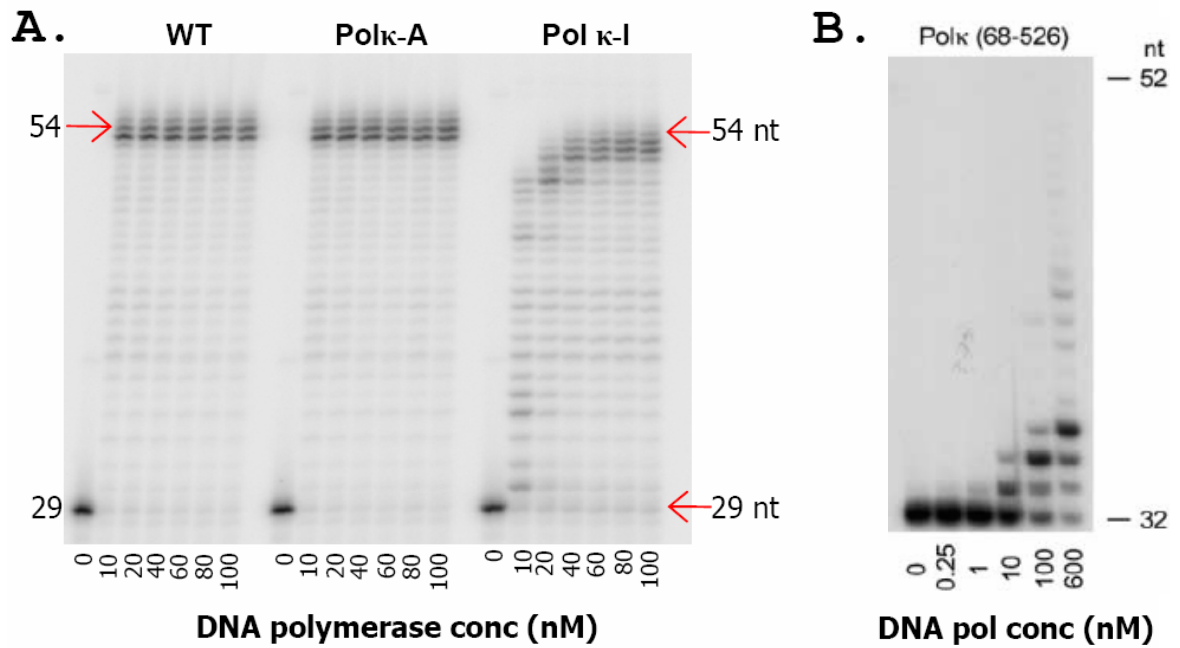 A.
WT Polκ-A Pol κ-I
54
54 nt
29
29 nt
0 10 20 40 60 80 100 0 10 20 40 60 80 100 0 10 20 40 60 80 100
DNA polymerase conc (nM)
B.
Polκ (68-526)
nt
52
32
0 0.25 1 10 100 600
DNA pol conc (nM)